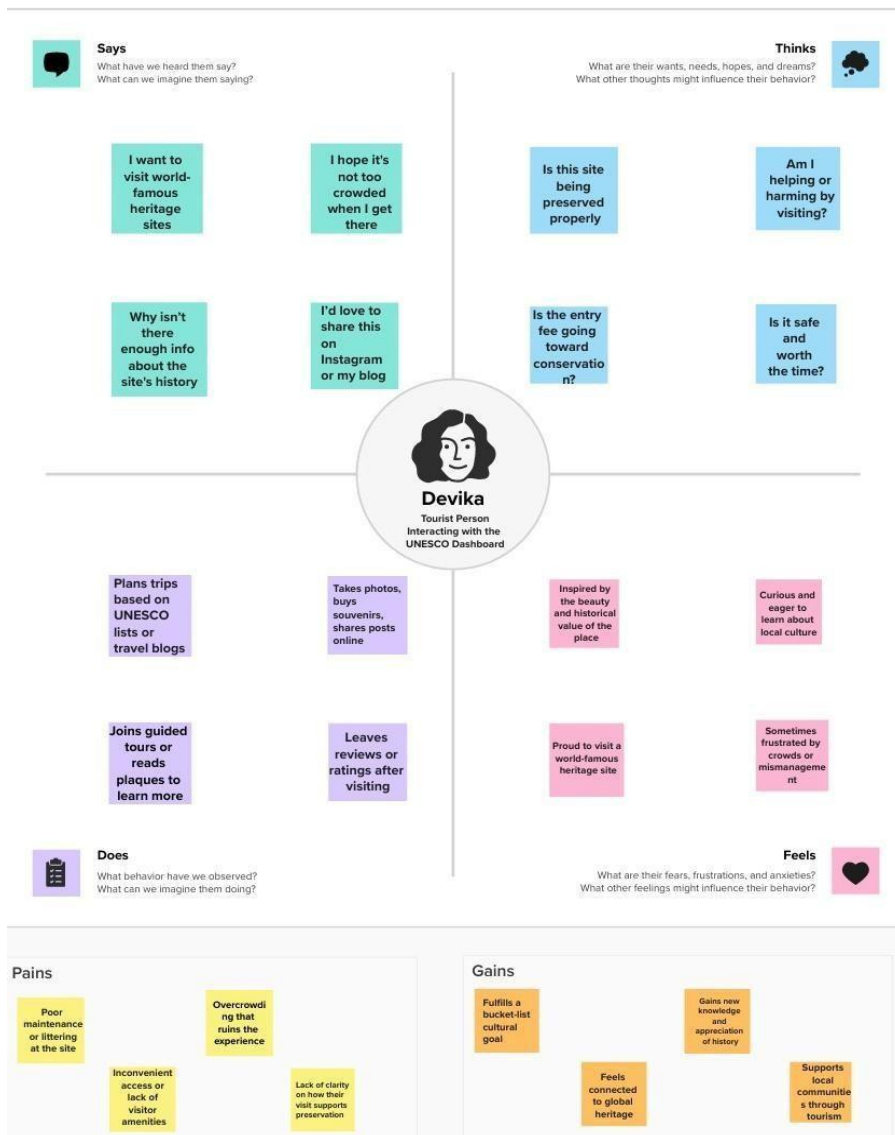 Says
What have we heard them say?
What can we imagine them saying?
Thinks
What are their wants, needs, hopes, and dreams?
What other thoughts might influence their behavior?
I want to
visit world-
famous
heritage
sites
I hope it's
not too
crowded
when I get
there
Is this site
being
preserved
properly
Am I
helping or
harming by
visiting?
Why isn't
there
enough info
about the
site's history
I'd love to
share this
on
Instagram
or my blog
Is the entry
fee going
toward
conservatio
n?
Is it safe
and
worth
the time?
Devika
Tourist Person
Interacting with the
UNESCO Dashboard
Plans trips
based on
UNESCO
lists or
travel blogs
Takes photos,
buys
souvenirs,
shares posts
online
Inspired by
the beauty
and historical
value of the
place
Curious and
eager to
learn about
local culture
Joins guided
tours or
reads
plaques to
learn more
Leaves
reviews or
ratings after
visiting
Proud to visit a
world-famous
heritage site
Sometimes
frustrated by
crowds or
mismanageme
nt
Does
What behavior have we observed?
What can we imagine them doing?
Feels
What are their fears, frustrations, and anxieties?
What other feelings might influence their behavior?
Pains
Poor
maintenance
or littering
at the site
Overcrowdi
ng that
ruins the
experience
Inconvenient
access or
lack of
visitor
amenities
Lack of clarity
on how their
visit supports
preservation
Gains
Fulfills a
bucket-list
cultural
goal
Gains new
knowledge
and
appreciation
of history
Feels
connected
to global
heritage
Supports
local
communitie
s through
tourism